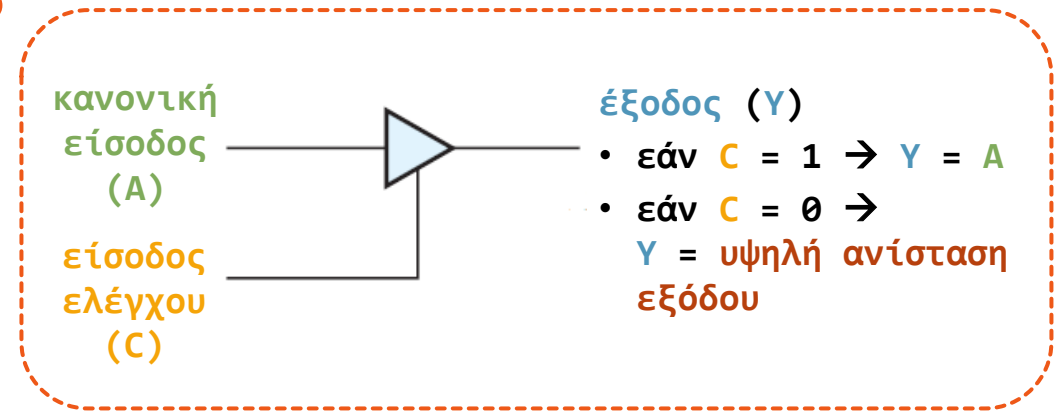 κανονική
είσοδος
(A)
είσοδος
ελέγχου
(C)
έξοδος (Y)
• εάν C = 1 → Y = A
• εάν C = 0 →
Y = υψηλή ανίσταση
εξόδου